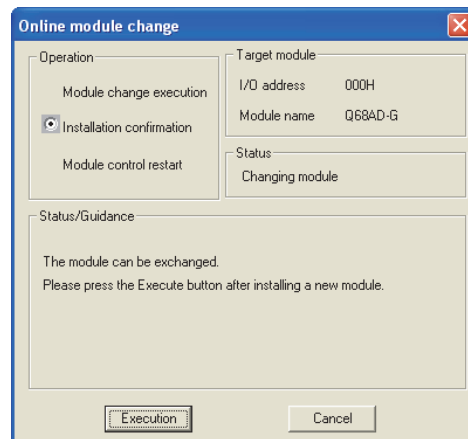 Online module change
Operation
Module change execution
Installation confirmation
Module control restart
Target module
I/O address 000H
Module name Q68AD-G
Status
Changing module
Status/Guidance
The module can be exchanged.
Please press the Execute button after installing a new module.
Execution Cancel